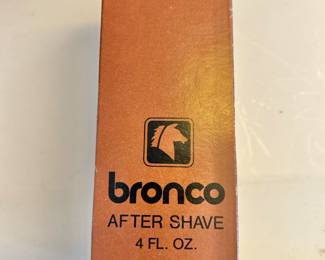 bronco
AFTER SHAVE
4 FL. OZ.